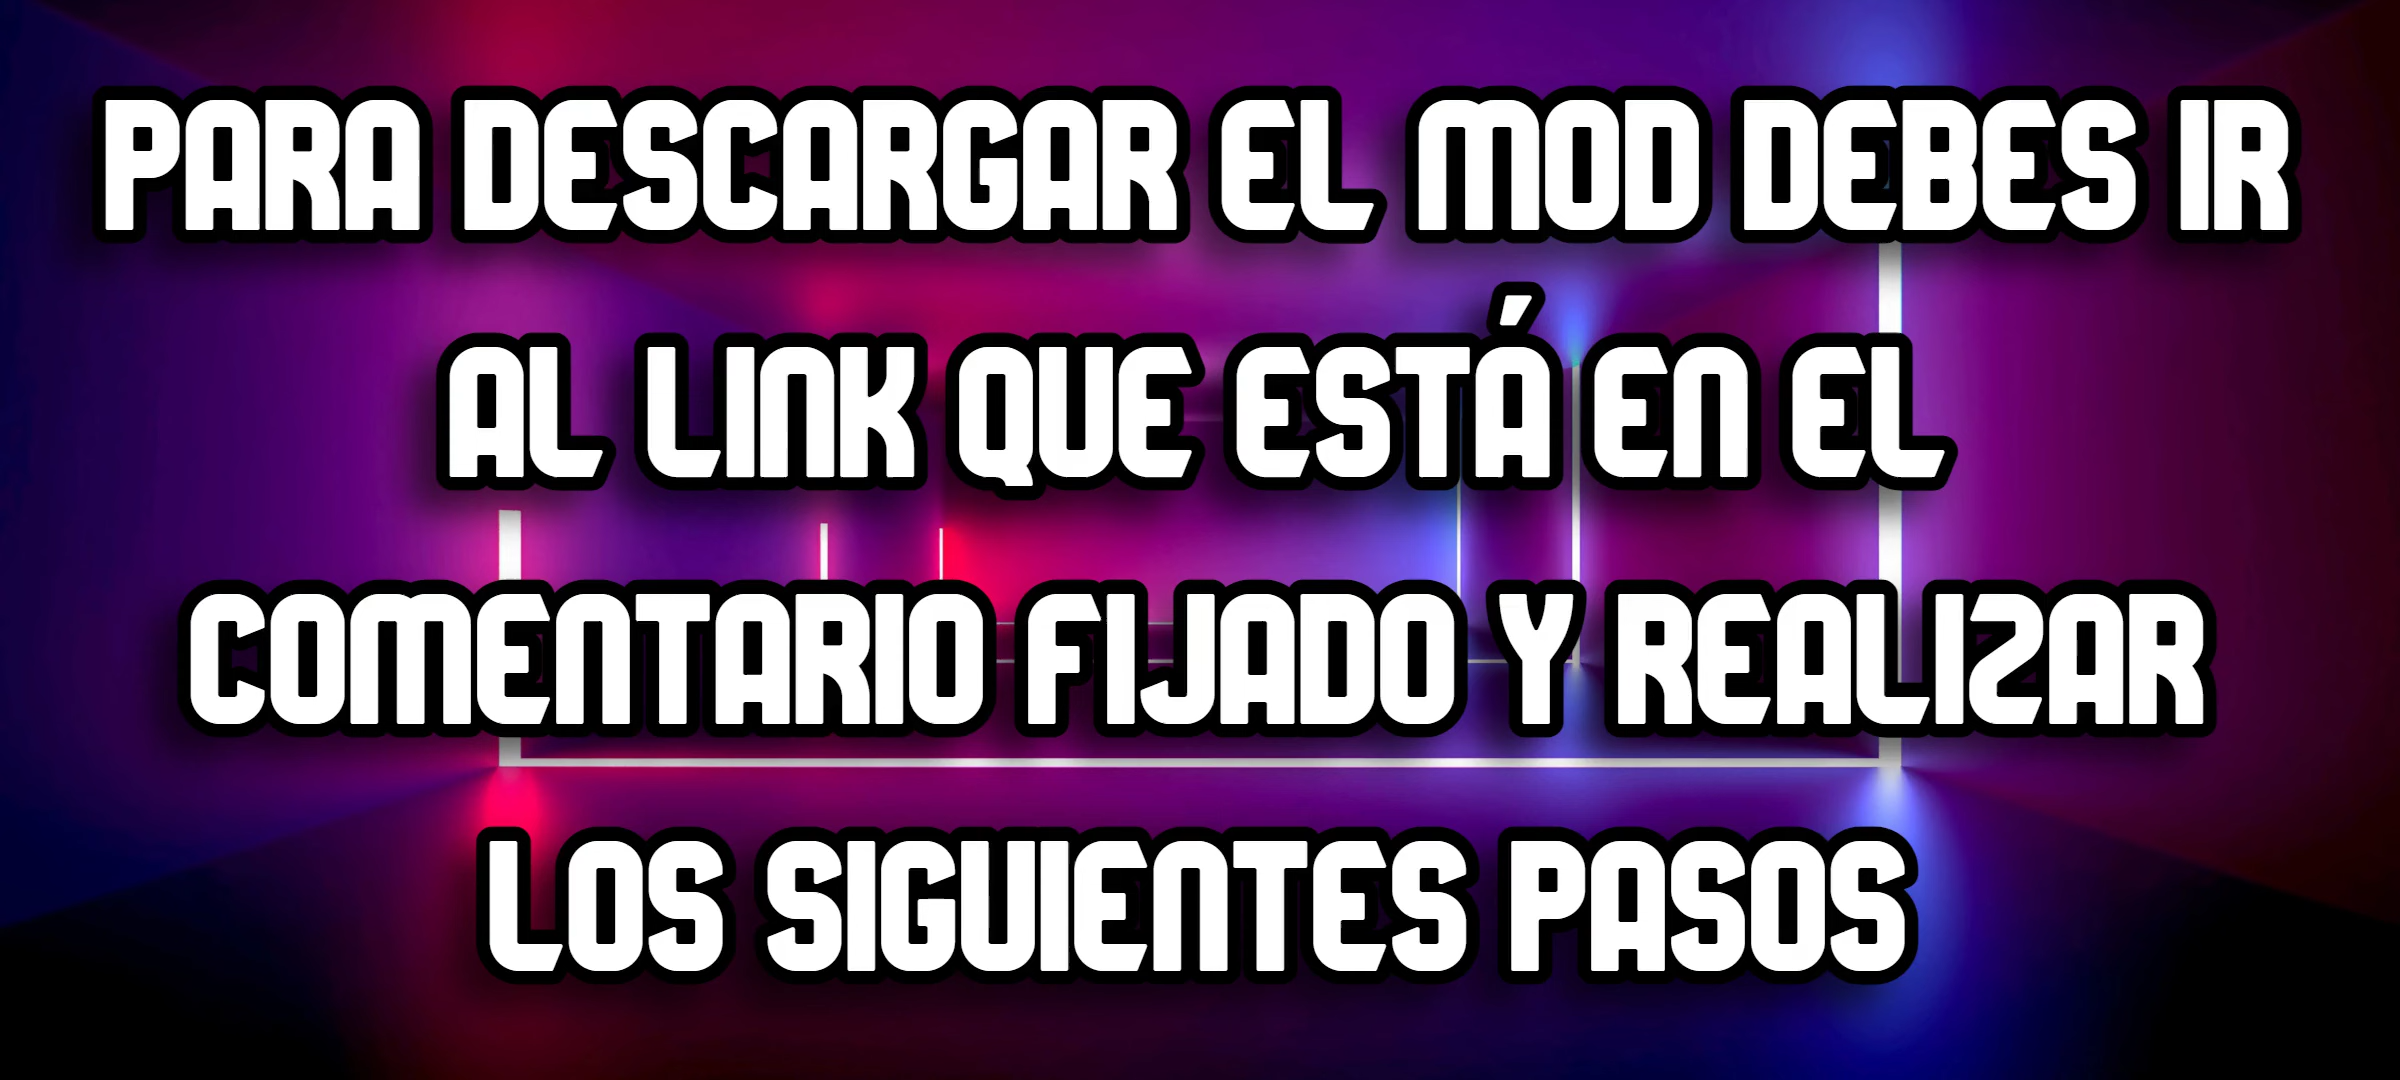 PARA DESCARGAR EL MOD DEBES IR
AL LINK QUE ESTÁ EN EL
COMENTARIO FIJADO Y REALIZAR
LOS SIGUIENTES PASOS